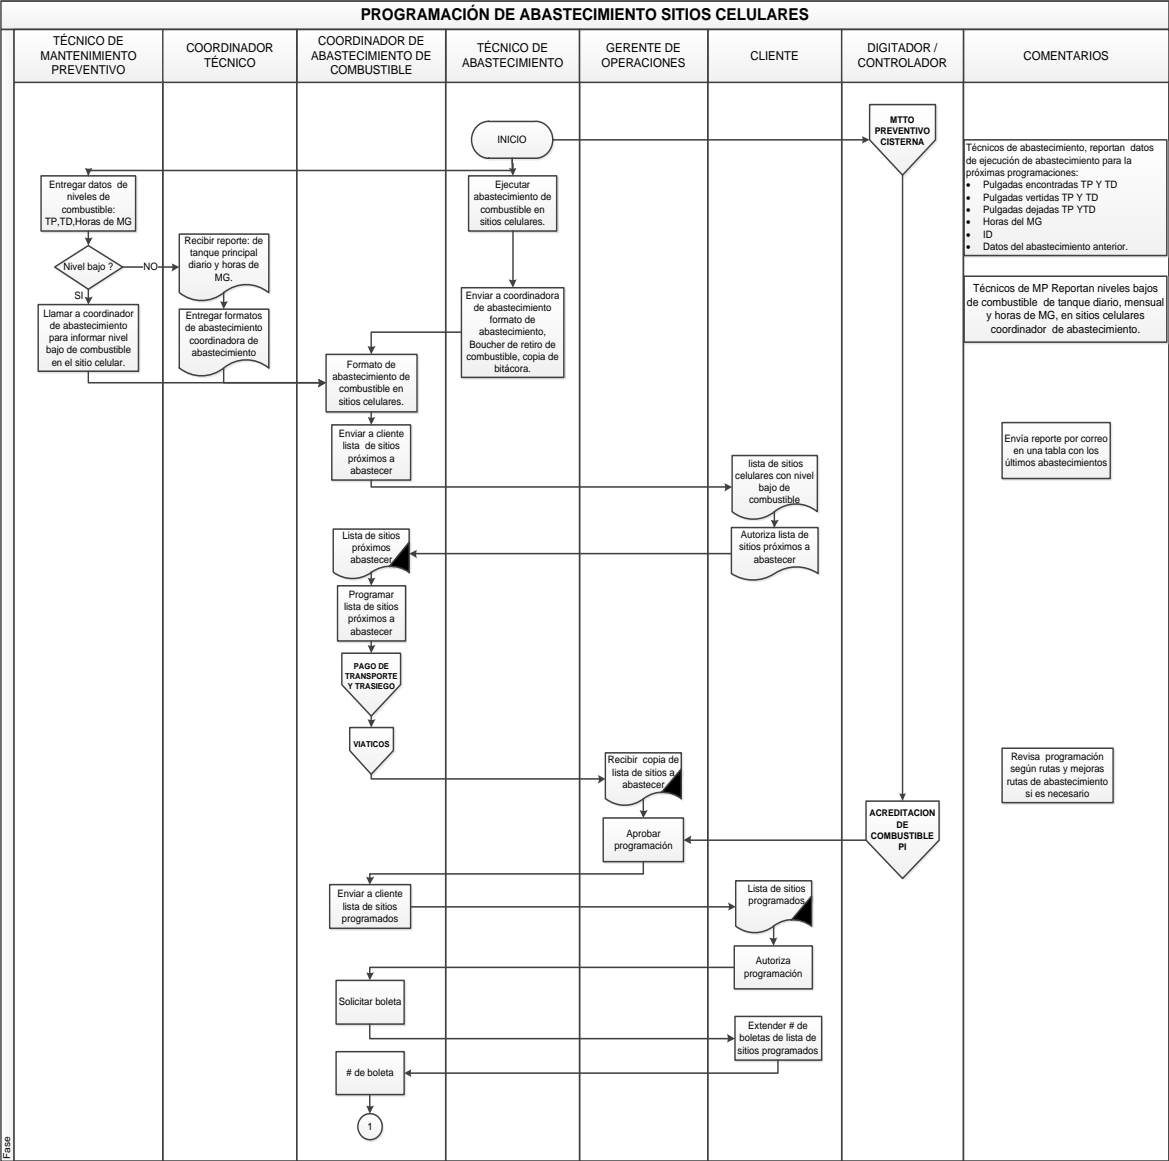 PROGRAMACIÓN DE ABASTECIMIENTO SITIOS CELULARES
TÉCNICO DE
MANTENIMIENTO
PREVENTIVO
COORDINADOR
TÉCNICO
COORDINADOR DE
ABASTECIMIENTO DE
COMBUSTIBLE
TÉCNICO DE
ABASTECIMIENTO
GERENTE DE
OPERACIONES
CLIENTE
DIGITADOR /
CONTROLADOR
COMENTARIOS
INICIO
MTTO
PREVENTIVO
CISTERNA
Técnicos de abastecimiento, reportan datos
de ejecución de abastecimiento para la
próximas programaciones:
• Pulgadas encontradas TP Y TD
• Pulgadas vertidas TP Y TD
• Pulgadas dejadas TP YTD
• Horas del MG
• ID
• Datos del abastecimiento anterior.
Entregar datos de
niveles de
combustible:
TP,TD,Horas de MG
Ejecutar
abastecimiento de
combustible en
sitios celulares.
Nivel bajo ?
NO
SI
Recibir reporte: de
tanque principal
diario y horas de
MG.
Llamar a coordinador
de abastecimiento
para informar nivel
bajo de combustible
en el sitio celular.
Entregar formatos
de abastecimiento
coordinadora de
abastecimiento
Enviar a coordinadora
de abastecimiento
formato de
abastecimiento,
Boucher de retiro de
combustible, copia de
bitácora.
Técnicos de MP Reportan niveles bajos
de combustible de tanque diario, mensual
y horas de MG, en sitios celulares
coordinador de abastecimiento.
Formato de
abastecimiento de
combustible en
sitios celulares.
Enviar a cliente
lista de sitios
próximos a
abastecer
Envía reporte por correo
en una tabla con los
últimos abastecimientos
lista de sitios
celulares con nivel
bajo de
combustible
Autoriza lista de
sitios próximos a
abastecer
Lista de sitios
próximos
abastecer
Programar
lista de sitios
próximos a
abastecer
PAGO DE
TRANSPORTE
Y TRASIEGO
VIATICOS
Recibir copia de
lista de sitios a
abastecer
Revisa programación
según rutas y mejoras
rutas de abastecimiento
si es necesario
Aprobar
programación
ACREDITACION
DE
COMBUSTIBLE
PI
Enviar a cliente
lista de sitios
programados
Lista de sitios
programados
Autoriza
programación
Solicitar boleta
Extender # de
boletas de lista de
sitios programados
# de boleta
1
Fase